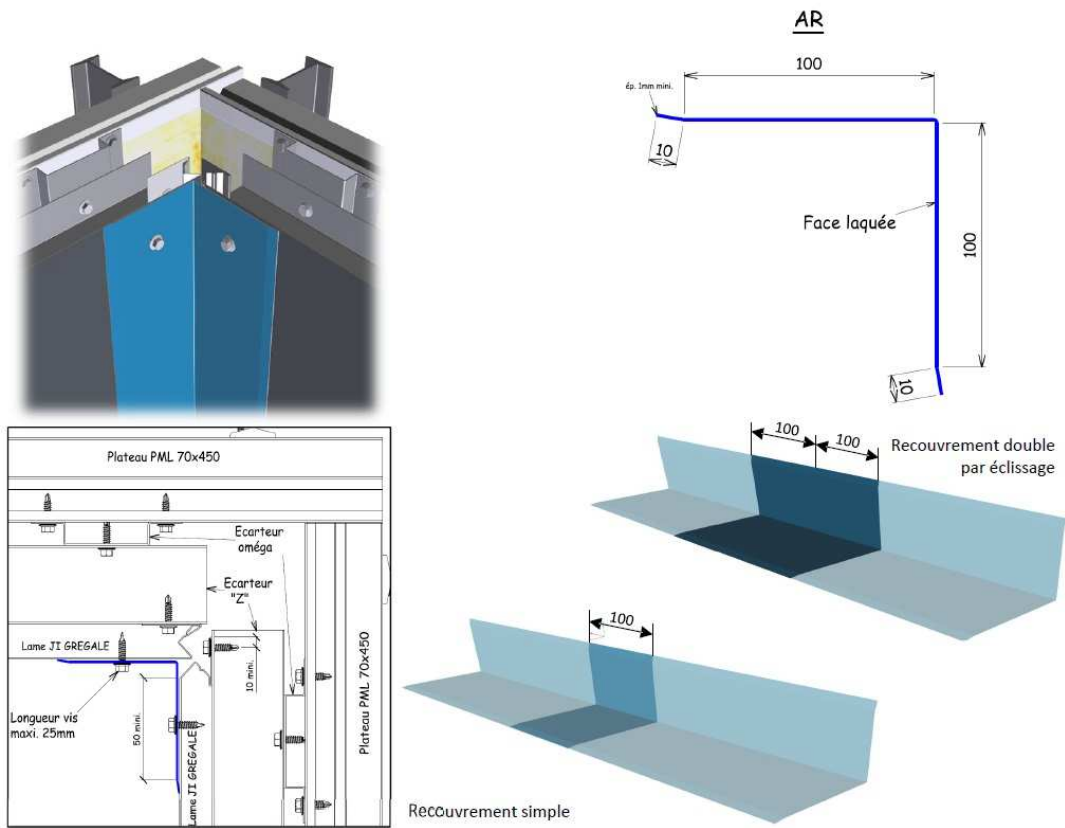 AR
100
ép. 1mm mini.
10
Face laquée
100
10
Plateau PML 70x450
Ecarteur
oméga
Ecarteur
"Z"
Lame JI GREGALE
10 mini.
Longueur vis
maxi. 25mm
50 mini.
Lame JI GREGALE
Plateau PML 70x450
100
100
Recouvrement double
par éclissage
100
Recouvrement simple